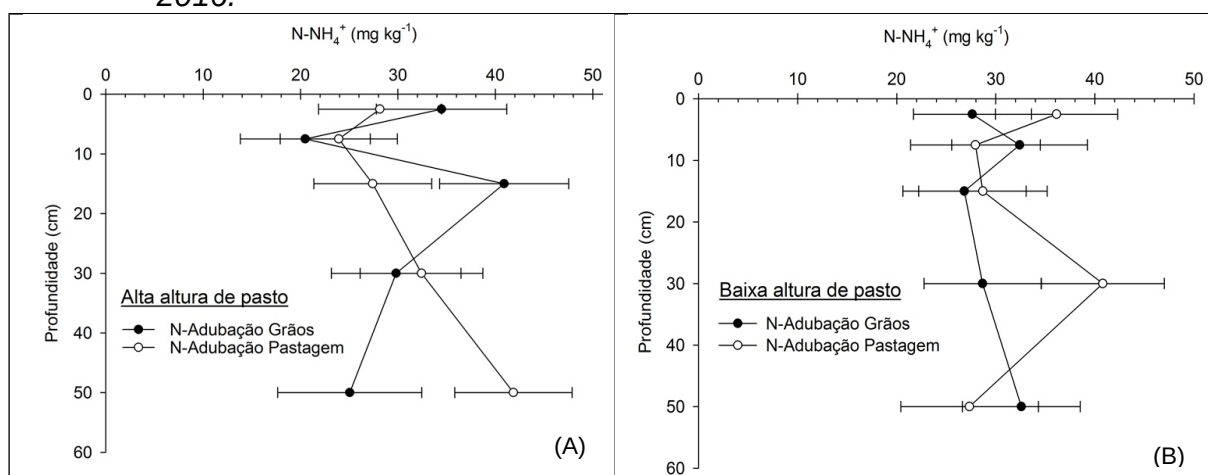 2016.
N-NH₄⁺ (mg kg⁻¹)
0 10 20 30 40 50
0
10
20
30
40
50
60
Profundidade (cm)
Alta altura de pasto
N-Adubação Grãos
N-Adubação Pastagem
(A)
N-NH₄⁺ (mg kg⁻¹)
0 20 30 40 50
0
10
20
30
40
50
60
Profundidade (cm)
Baixa altura de pasto
N-Adubação Grãos
N-Adubação Pastagem
(B)